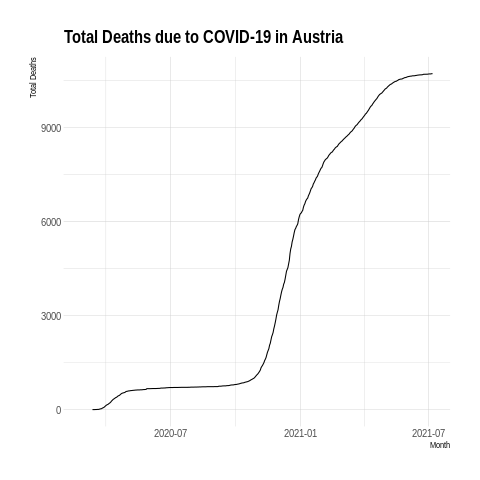 Total Deaths due to COVID-19 in Austria
Total Deaths
9000
6000
3000
0
2020-07
2021-01
2021-07
Month